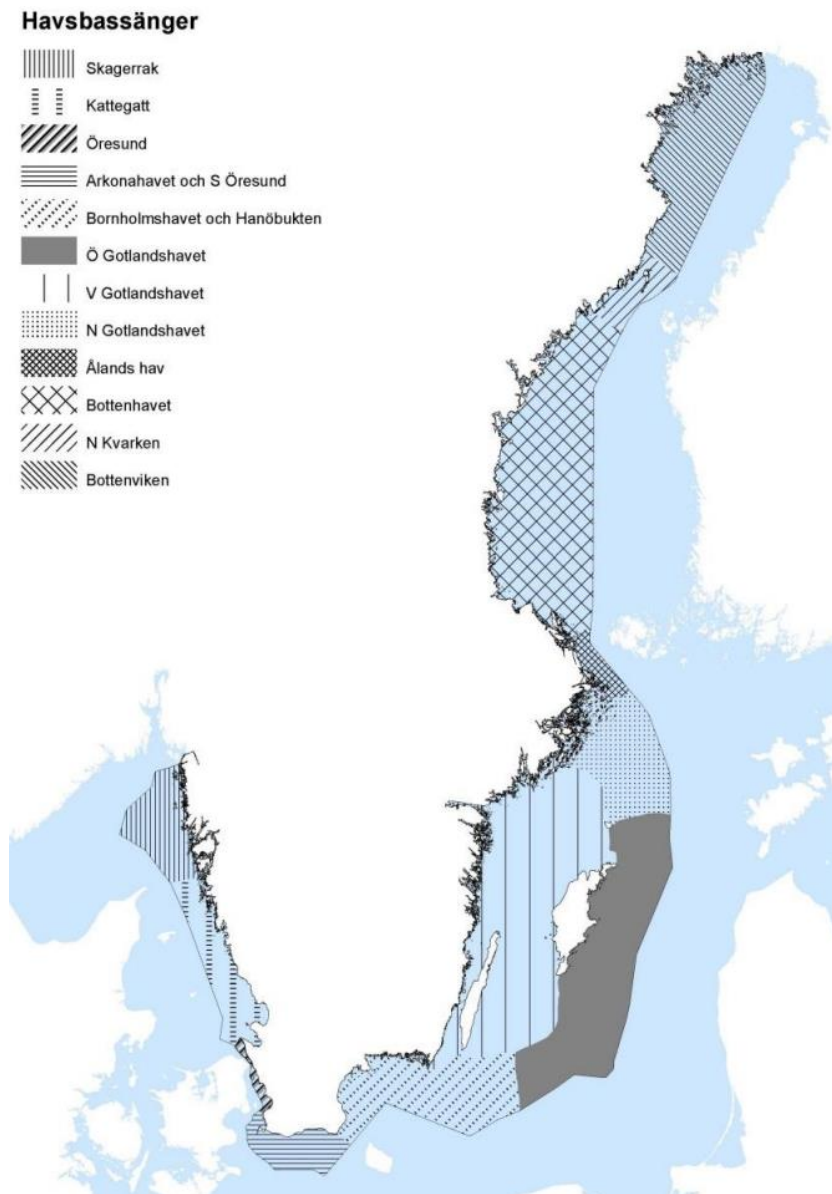 Havsbassänger
Skagerrak
Kattegatt
Öresund
Arkonahavet och S Öresund
Bornholmshavet och Hanöbukten
Ö Gotlandshavet
V Gotlandshavet
N Gotlandshavet
Ålands hav
Bottenhavet
N Kvarken
Bottenviken